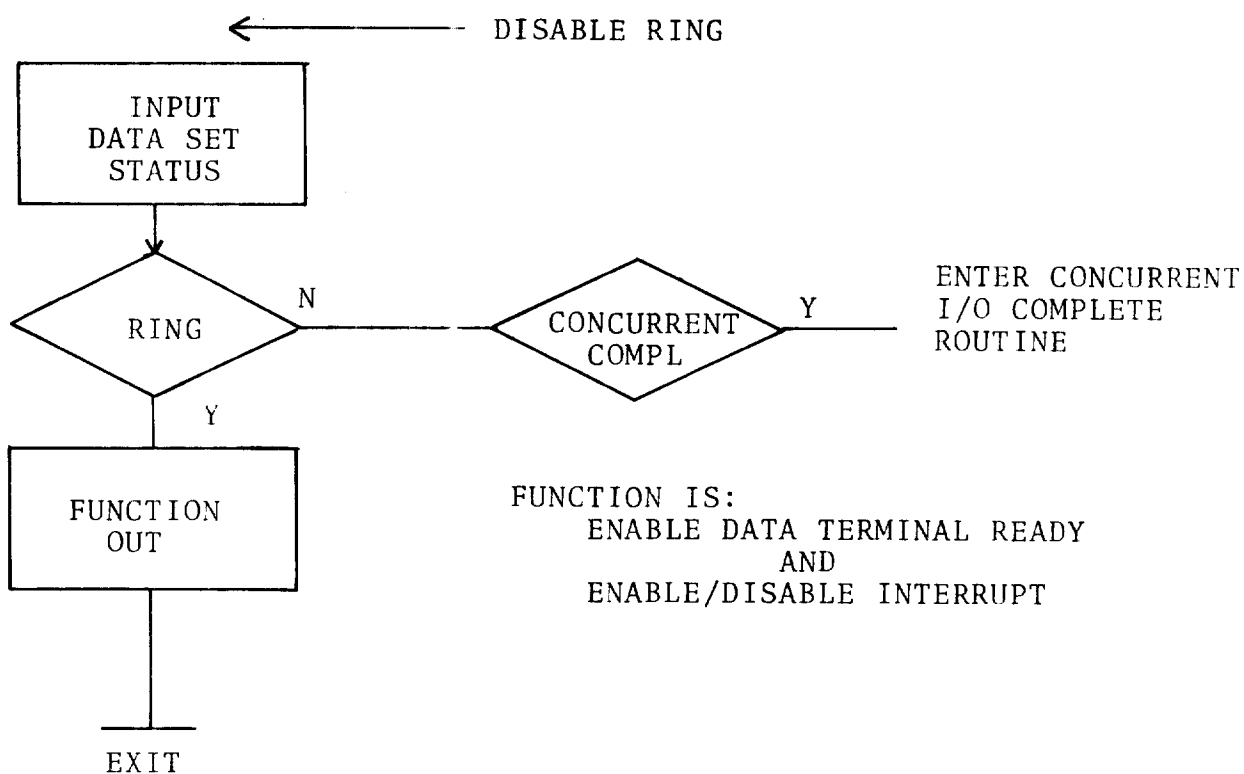 DISABLE RING
INPUT
DATA SET
STATUS
RING
N
CONCURRENT
COMPL
Y
ENTER CONCURRENT
I/O COMPLETE
ROUTINE
Y
FUNCTION
OUT
FUNCTION IS:
ENABLE DATA TERMINAL READY
AND
ENABLE/DISABLE INTERRUPT
EXIT